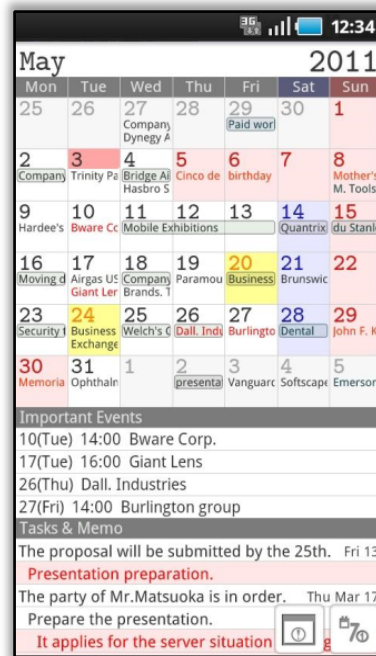 3G 12:34
May 2011
Mon Tue Wed Thu Fri Sat Sun
25 26 27 28 29 30 1
Company Paid wor
Dynegy A
2 3 4 5 6 7 8
Company Trinity Pa Bridge Ai Cinco de birthday Mother's
Hasbro S M. Tools
9 10 11 12 13 14 15
Hardee's Bware Co Mobile Exhibitions Quantrix du Stanle
16 17 18 19 20 21 22
Moving d Airgas US Company Paramou Business Brunswic
Giant Len Brands. T
23 24 25 26 27 28 29
Security f Business Welch's Dall. Indu Burlingto Dental John F. K
Exchange
30 31 1 2 3 4 5
Memoria Ophthaln presenta Vanguarc Softscape Emerson
Important Events
10(Tue) 14:00 Bware Corp.
17(Tue) 16:00 Giant Lens
26(Thu) Dall. Industries
27(Fri) 14:00 Burlington group
Tasks & Memo
The proposal will be submitted by the 25th. Fri 13
Presentation preparation.
The party of Mr.Matsuoka is in order. Thu Mar 17
Prepare the presentation.
It applies for the server situation
7